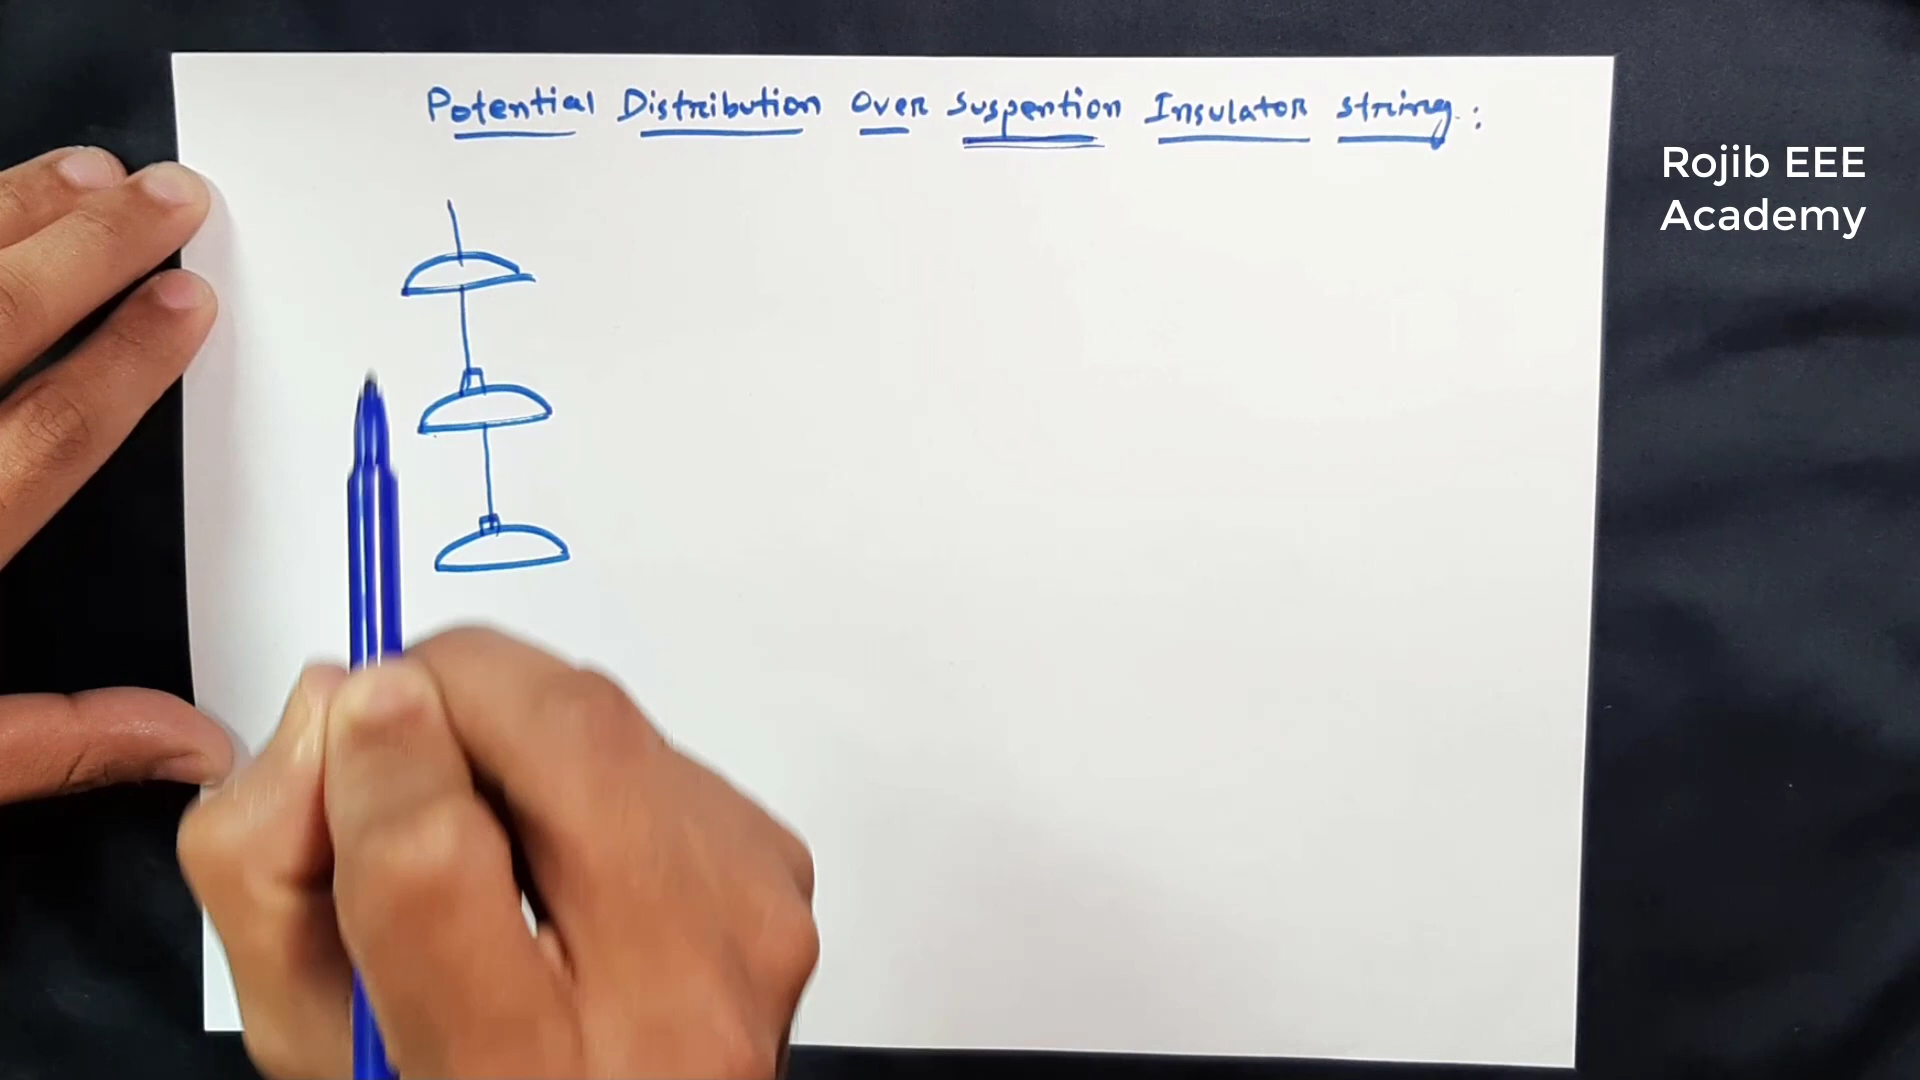 Potential Distribution Over Suspention Insulator string:
Rojib EEE
Academy